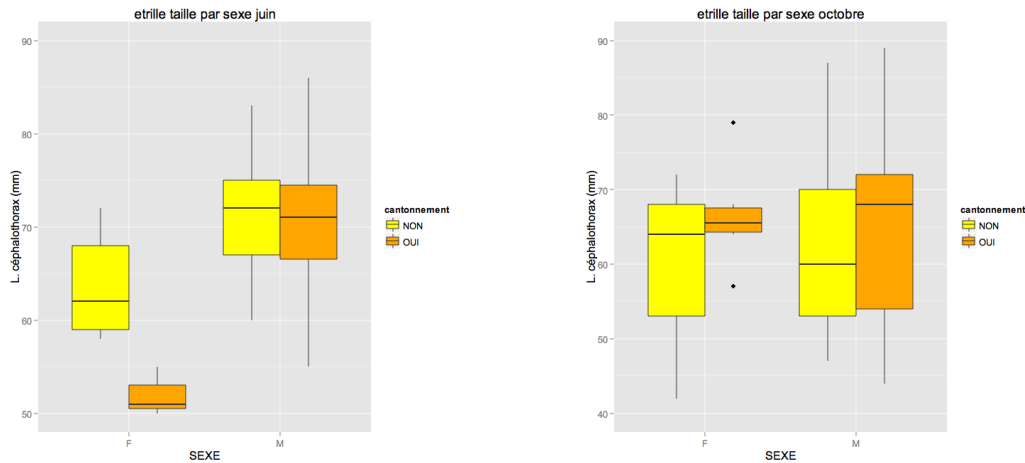 etrille taille par sexe juin
90
80
70
60
50
L. céphalothorax (mm)
F
M
SEXE
cantonnement
NON
OUI
etrille taille par sexe octobre
90
80
70
60
50
40
L. céphalothorax (mm)
F
M
SEXE
cantonnement
NON
OUI